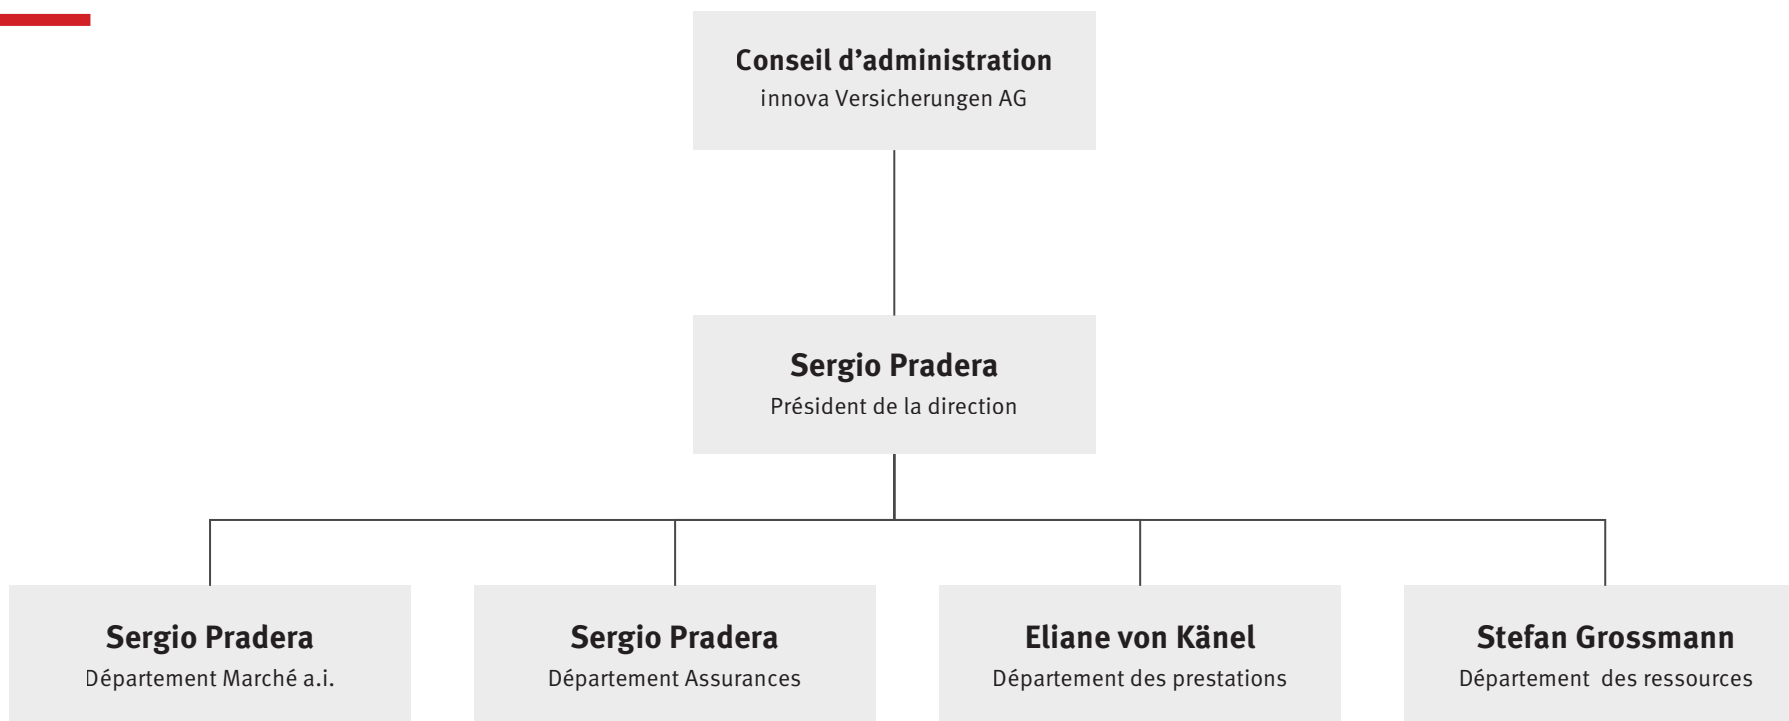 Conseil d’administration
innova Versicherungen AG
Sergio Pradera
Président de la direction
Sergio Pradera
Département Marché a.i.
Sergio Pradera
Département Assurances
Eliane von Känel
Département des prestations
Stefan Grossmann
Département des ressources